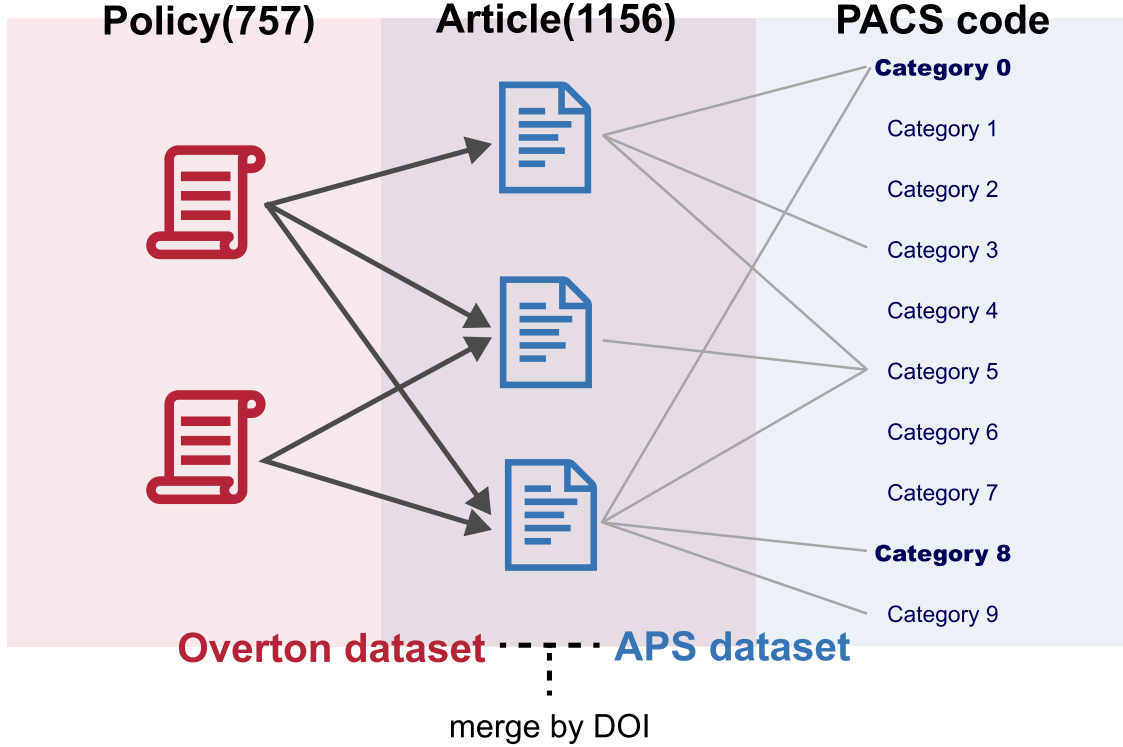 Policy(757)
Article(1156)
PACS code
Category 0
Category 1
Category 2
Category 3
Category 4
Category 5
Category 6
Category 7
Category 8
Category 9
Overton dataset
APS dataset
merge by DOI